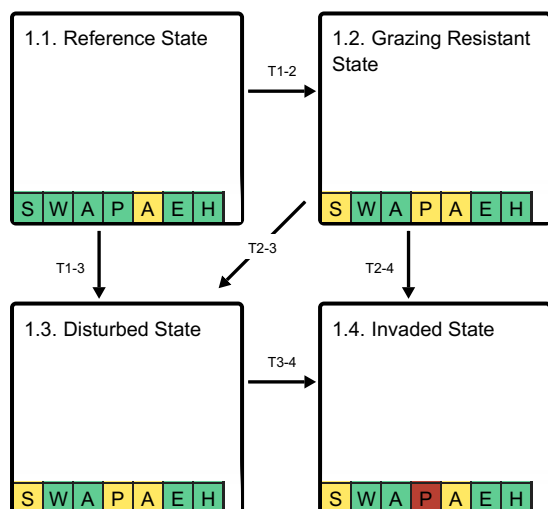 1.1. Reference State
1.2. Grazing Resistant
State
T1-2
S W A P A E H
S W A P A E H
T1-3
T2-3
T2-4
1.3. Disturbed State
1.4. Invaded State
T3-4
S W A P A E H
S W A P A E H